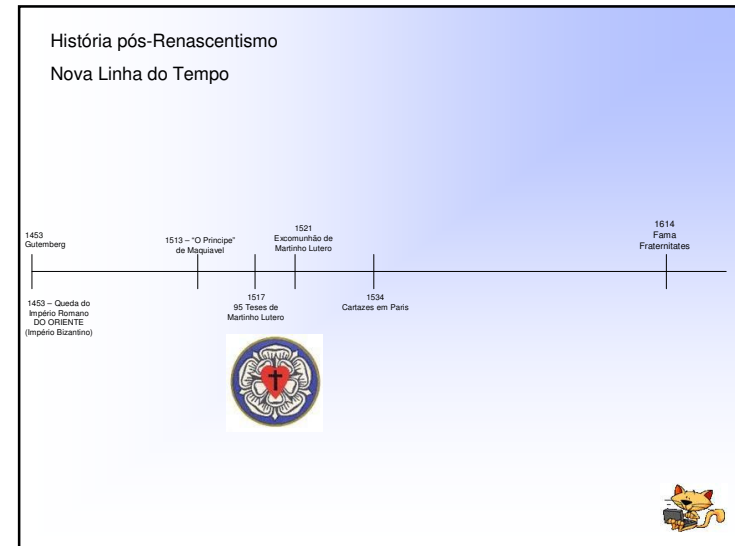 História pós-Renascentismo
Nova Linha do Tempo
1453
Gutemberg
1513 – "O Principe"
de Maquiavel
1521
Excomunhão de
Martinho Lutero
1614
Fama
Fraternitates
1453 – Queda do
Império Romano
DO ORIENTE
(Império Bizantino)
1517
95 Teses de
Martinho Lutero
1534
Cartazes em Paris